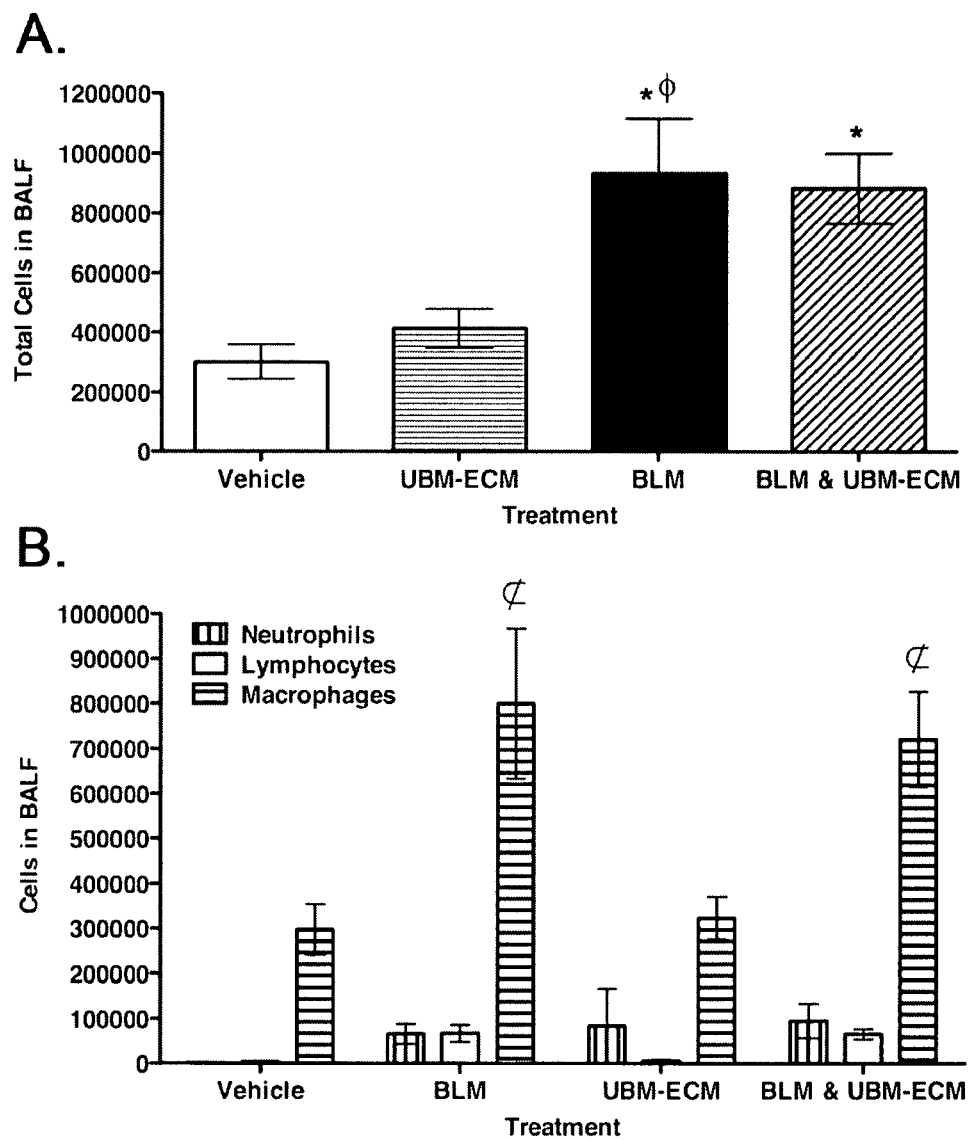 A.
* ϕ
*
1200000
1000000
800000
600000
400000
200000
0
Total Cells in BALF
Vehicle UBM-ECM BLM BLM & UBM-ECM
Treatment
B.
₡
₡
1000000
900000
800000
700000
600000
500000
400000
300000
200000
100000
0
Neutrophils
Lymphocytes
Macrophages
Cells in BALF
Vehicle BLM UBM-ECM BLM & UBM-ECM
Treatment